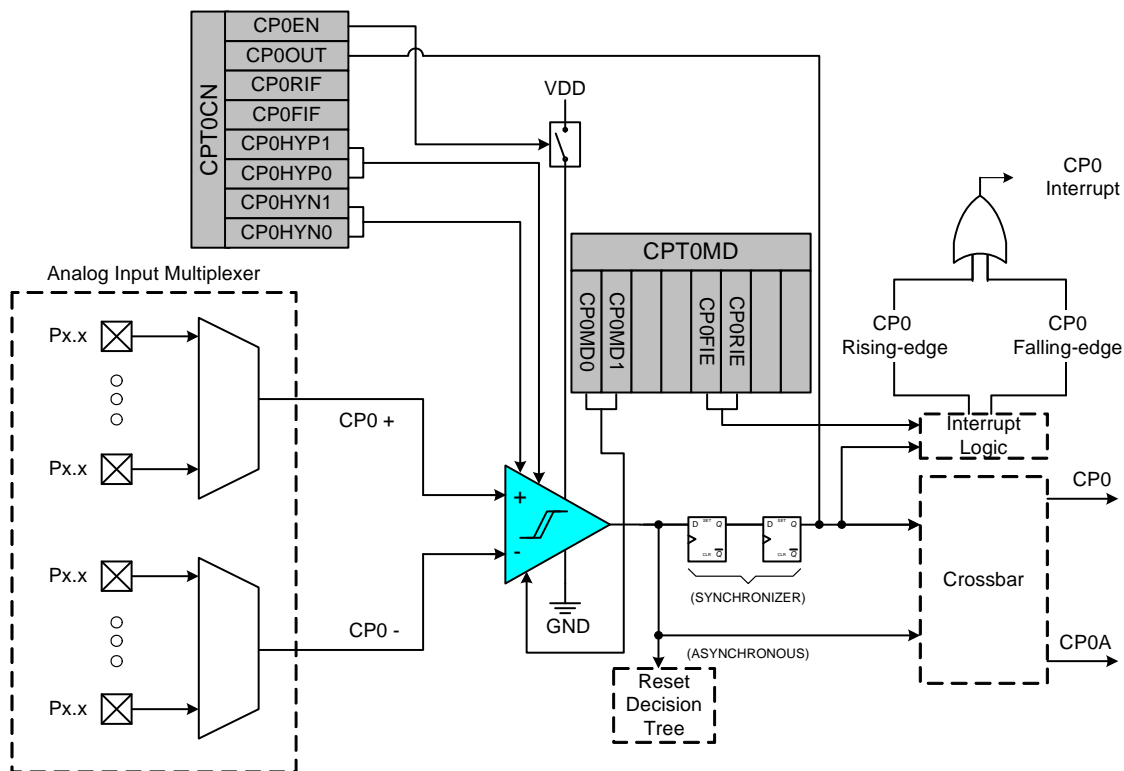 CPT0CN
CP0EN
CP0OUT
CP0RIF
CP0FIF
CP0HYP1
CP0HYP0
CP0HYN1
CP0HYN0
VDD
CP0
Interrupt
CPT0MD
CP0MD0
CP0MD1
CP0FIE
CP0RIE
CP0
Rising-edge
CP0
Falling-edge
Interrupt
Logic
Analog Input Multiplexer
Px.x
Px.x
CP0 +
Px.x
Px.x
CP0 -
+
-
GND
D SET Q
CLR Q
D SET Q
CLR Q
(SYNCHRONIZER)
(ASYNCHRONOUS)
Reset
Decision
Tree
Crossbar
CP0
CP0A